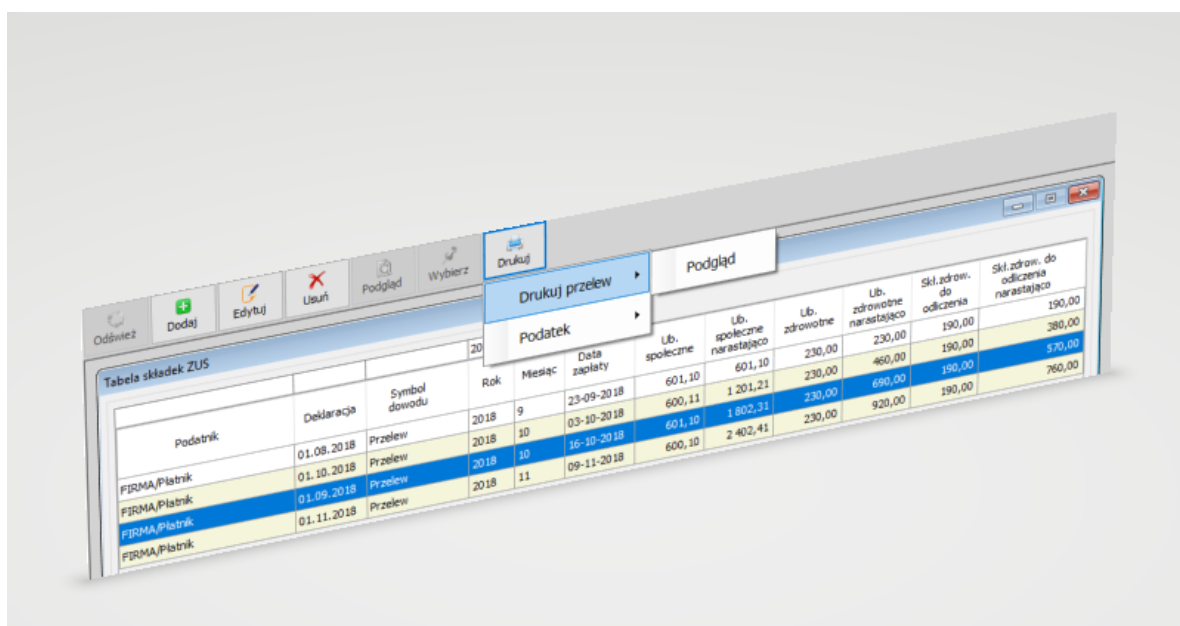 Odśwież Dodaj Edytuj Usuń Podgląd Wybierz Drukuj
Drukuj przelew Podgląd
Podatek
Tabela składek ZUS
20
Podatnik Deklaracja Symbol dowodu Rok Miesiąc Data zapłaty Ub. społeczne Ub. społeczne narastająco Ub. zdrowotne Ub. zdrowotne narastająco Skł.zdrow. do odliczenia Skł.zdrow. do odliczenia narastająco
FIRMA/Płatnik 01.08.2018 Przelew 2018 9 23-09-2018 601,10 601,10 230,00 230,00 190,00 190,00
FIRMA/Płatnik 01.10.2018 Przelew 2018 10 03-10-2018 600,11 1 201,21 230,00 460,00 190,00 380,00
FIRMA/Płatnik 01.09.2018 Przelew 2018 10 16-10-2018 601,10 1 802,31 230,00 690,00 190,00 570,00
FIRMA/Płatnik 01.11.2018 Przelew 2018 11 09-11-2018 600,10 2 402,41 230,00 920,00 190,00 760,00